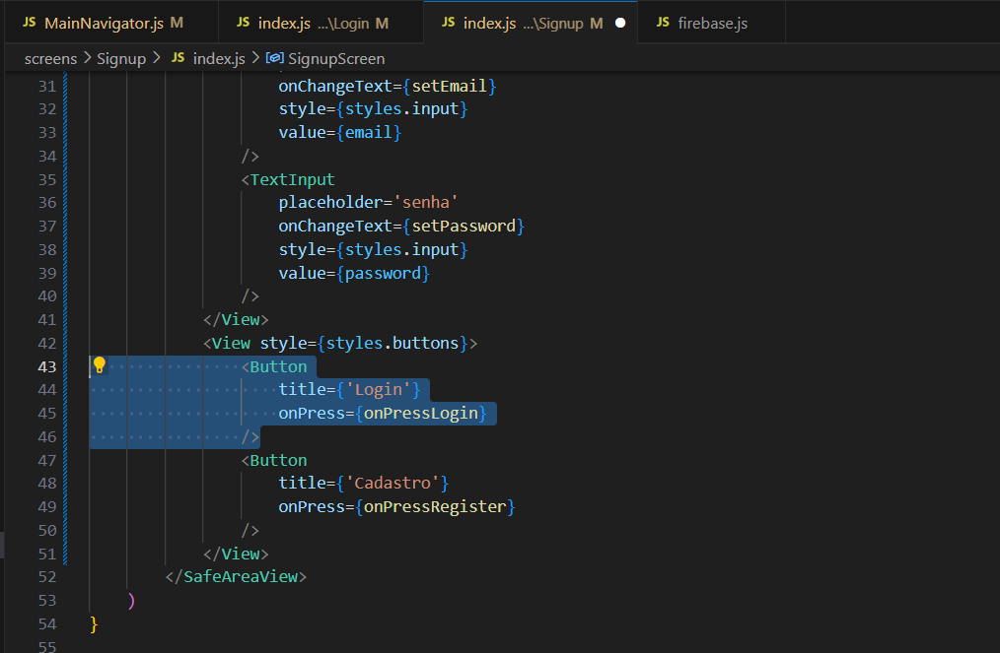 JS MainNavigator.js M JS index.js ...\Login M JS index.js ...\Signup M JS firebase.js
screens > Signup > JS index.js > SignupScreen
31 onChangeText={setEmail}
32 style={styles.input}
33 value={email}
34 />
35 <TextInput
36 placeholder='senha'
37 onChangeText={setPassword}
38 style={styles.input}
39 value={password}
40 />
41 </View>
42 <View style={styles.buttons}>
43 <Button
44 title={'Login'}
45 onPress={onPressLogin}
46 />
47 <Button
48 title={'Cadastro'}
49 onPress={onPressRegister}
50 />
51 </View>
52 </SafeAreaView>
53 )
54 }
55